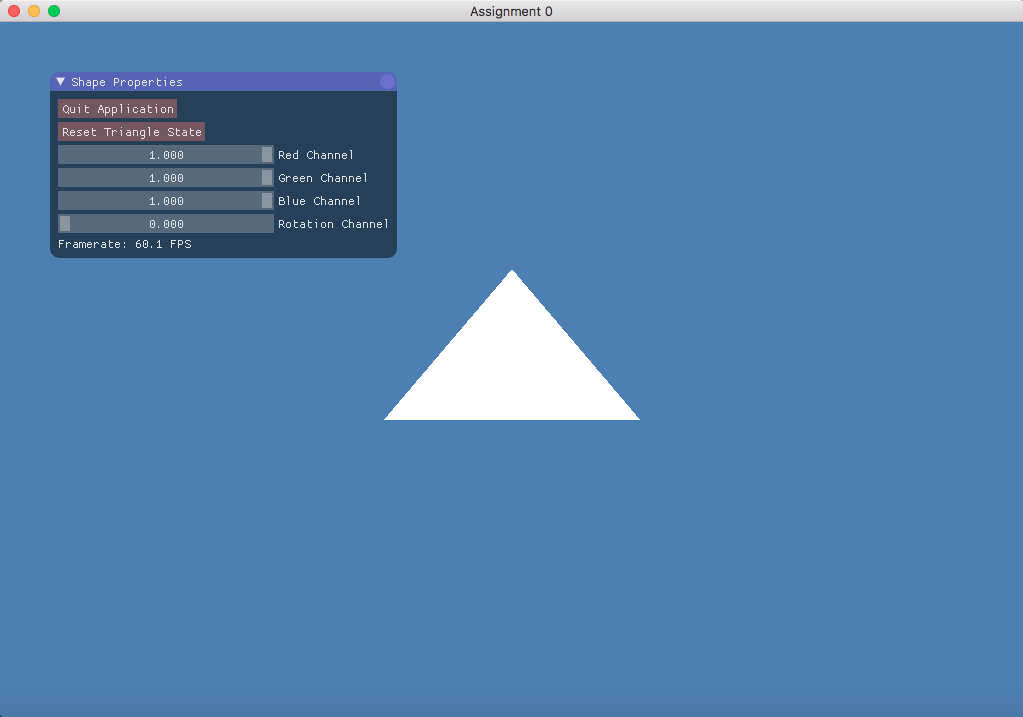 Assignment 0
Shape Properties
Quit Application
Reset Triangle State
1.000 Red Channel
1.000 Green Channel
1.000 Blue Channel
0.000 Rotation Channel
Framerate: 60.1 FPS